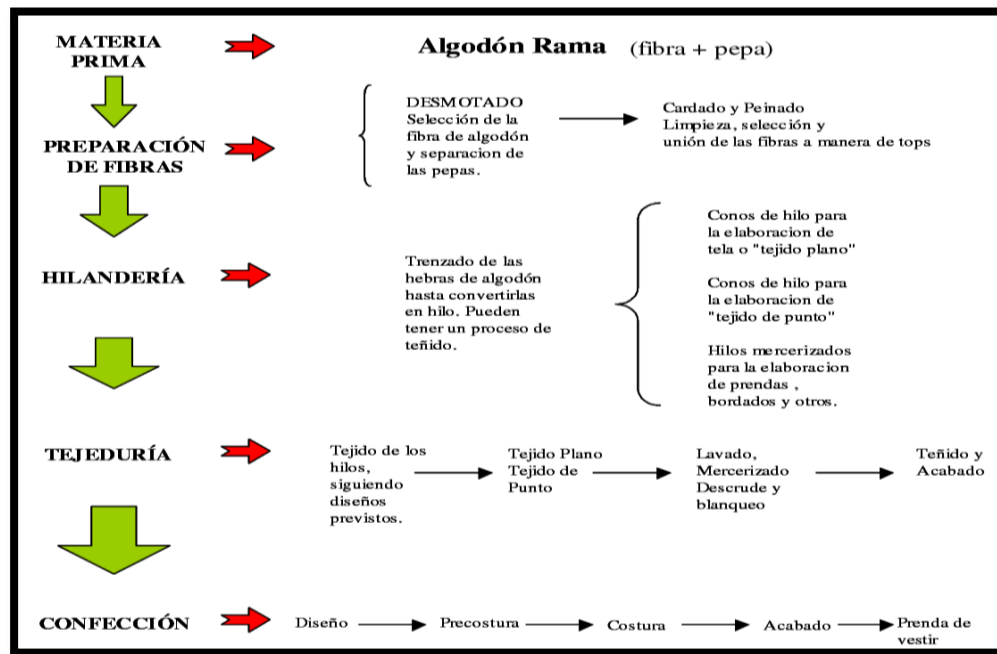 MATERIA
PRIMA
Algodón Rama (fibra + pepa)
PREPARACIÓN
DE FIBRAS
DESMOTADO
Selección de la
fibra de algodón
y separacion de
las pepas.
Cardado y Peinado
Limpieza, selección y
unión de las fibras a manera de tops
HILANDERÍA
Trenzado de las
hebras de algodón
hasta convertirlas
en hilo. Pueden
tener un proceso de
teñido.
Conos de hilo para
la elaboracion de
tela o "tejido plano"
Conos de hilo para
la elaboracion de
"tejido de punto"
Hilos mercerizados
para la elaboracion
de prendas ,
bordados y otros.
TEJEDURÍA
Tejido de los
hilos,
siguiendo
diseños
previstos.
Tejido Plano
Tejido de
Punto
Lavado,
Mercerizado
Descrude y
blanqueo
Teñido y
Acabado
CONFECCIÓN
Diseño
Precostura
Costura
Acabado
Prenda de
vestir